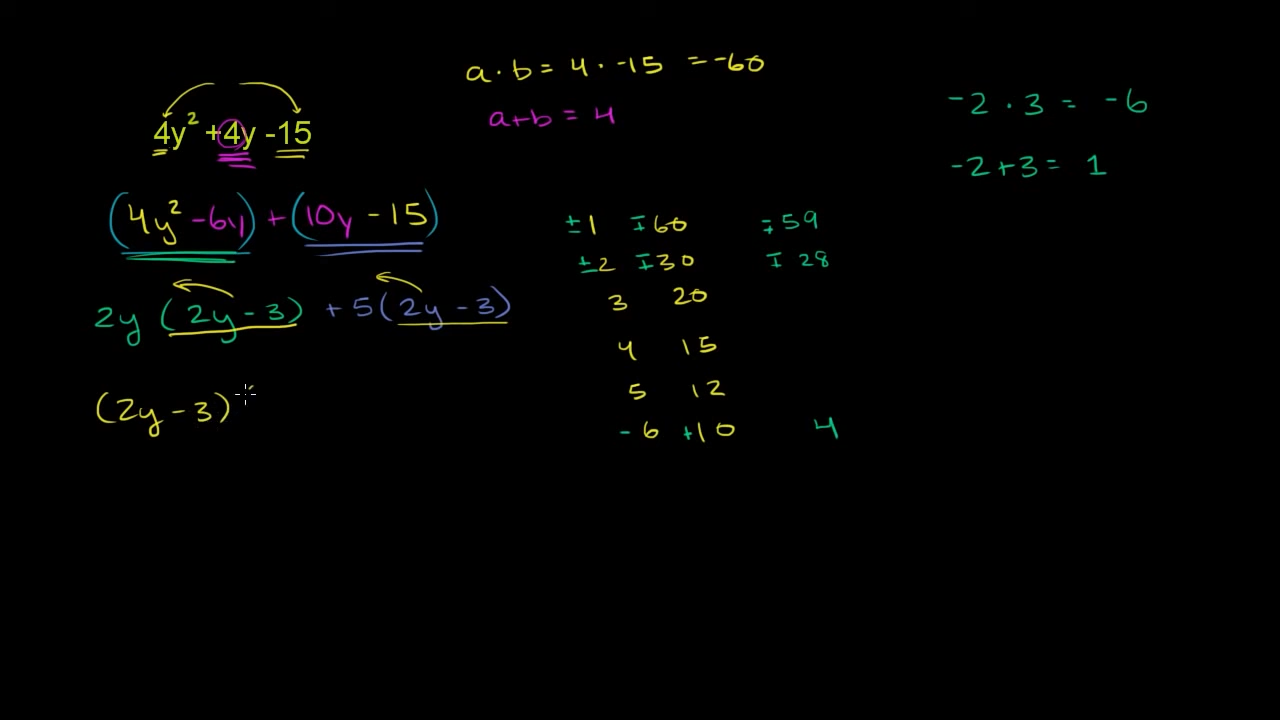 a · b = 4 · -15 = -60
a + b = 4
4y² + 4y - 15
-2 · 3 = -6
-2 + 3 = 1
(4y² - 6y) + (10y - 15)
2y (2y - 3) + 5 (2y - 3)
(2y - 3)
± 1 ∓ 60 ∓ 59
± 2 ∓ 30 ∓ 28
3 20
4 15
5 12
- 6 + 10 4